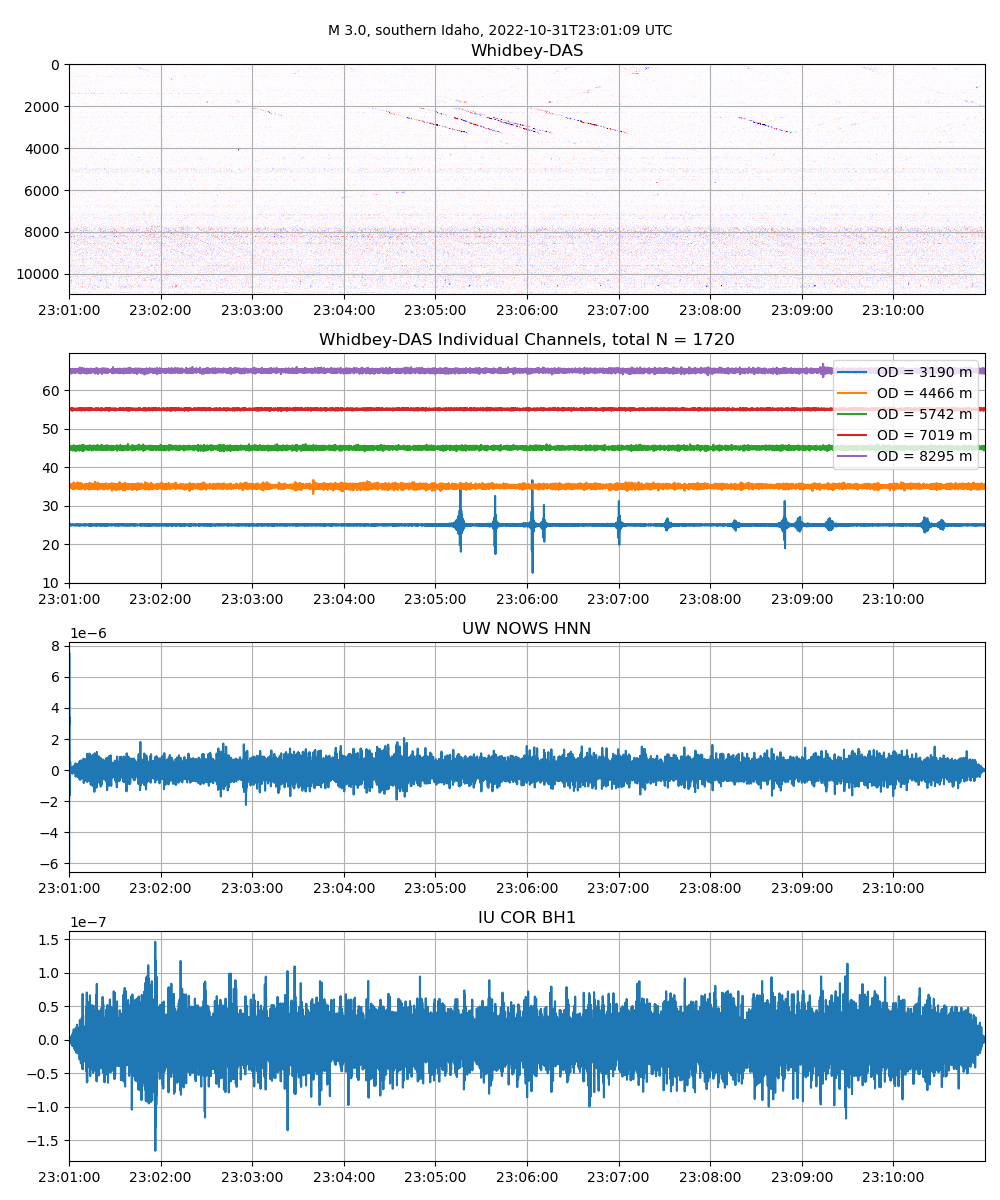 M 3.0, southern Idaho, 2022-10-31T23:01:09 UTC
Whidbey-DAS
0
2000
4000
6000
8000
10000
23:01:00 23:02:00 23:03:00 23:04:00 23:05:00 23:06:00 23:07:00 23:08:00 23:09:00 23:10:00
Whidbey-DAS Individual Channels, total N = 1720
60
50
40
30
20
10
OD = 3190 m
OD = 4466 m
OD = 5742 m
OD = 7019 m
OD = 8295 m
23:01:00 23:02:00 23:03:00 23:04:00 23:05:00 23:06:00 23:07:00 23:08:00 23:09:00 23:10:00
UW NOWS HNN
1e−6
8
6
4
2
0
−2
−4
−6
23:01:00 23:02:00 23:03:00 23:04:00 23:05:00 23:06:00 23:07:00 23:08:00 23:09:00 23:10:00
IU COR BH1
1e−7
1.5
1.0
0.5
0.0
−0.5
−1.0
−1.5
23:01:00 23:02:00 23:03:00 23:04:00 23:05:00 23:06:00 23:07:00 23:08:00 23:09:00 23:10:00